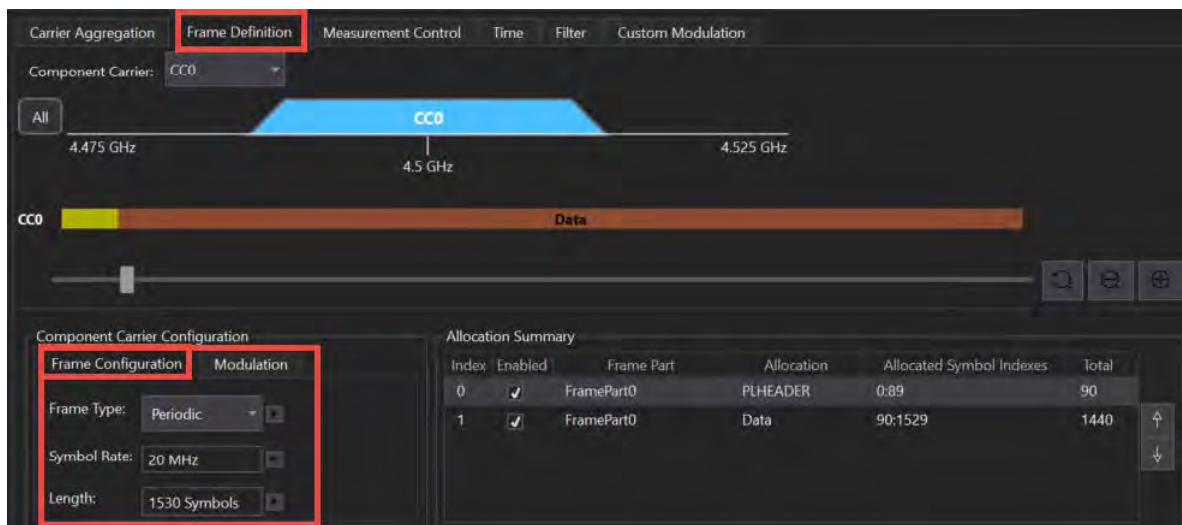 Carrier Aggregation Frame Definition Measurement Control Time Filter Custom Modulation
Component Carrier: CC0
All
CC0
4.475 GHz 4.525 GHz
4.5 GHz
CC0 Data
Component Carrier Configuration
Frame Configuration Modulation
Frame Type: Periodic
Symbol Rate: 20 MHz
Length: 1530 Symbols
Allocation Summary
Index Enabled Frame Part Allocation Allocated Symbol Indexes Total
0 FramePart0 PLHEADER 0:89 90
1 FramePart0 Data 90:1529 1440